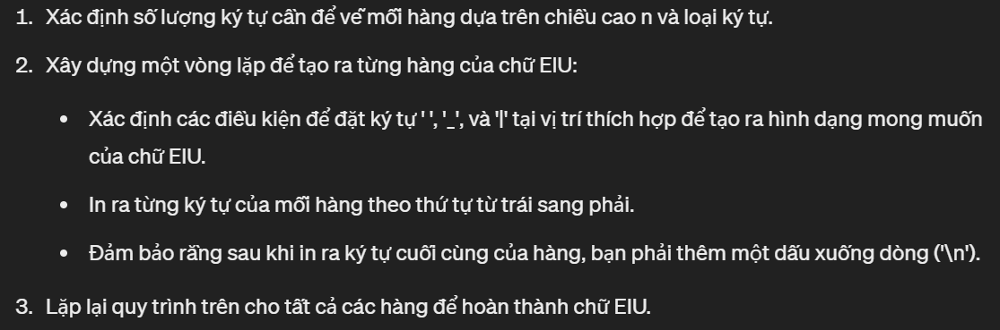 1. Xác định số lượng ký tự cần để vẽ mỗi hàng dựa trên chiều cao n và loại ký tự.
2. Xây dựng một vòng lặp để tạo ra từng hàng của chữ EIU:
• Xác định các điều kiện để đặt ký tự ' ', '_', và '|' tại vị trí thích hợp để tạo ra hình dạng mong muốn
của chữ EIU.
• In ra từng ký tự của mỗi hàng theo thứ tự từ trái sang phải.
• Đảm bảo rằng sau khi in ra ký tự cuối cùng của hàng, bạn phải thêm một dấu xuống dòng ('\n').
3. Lặp lại quy trình trên cho tất cả các hàng để hoàn thành chữ EIU.